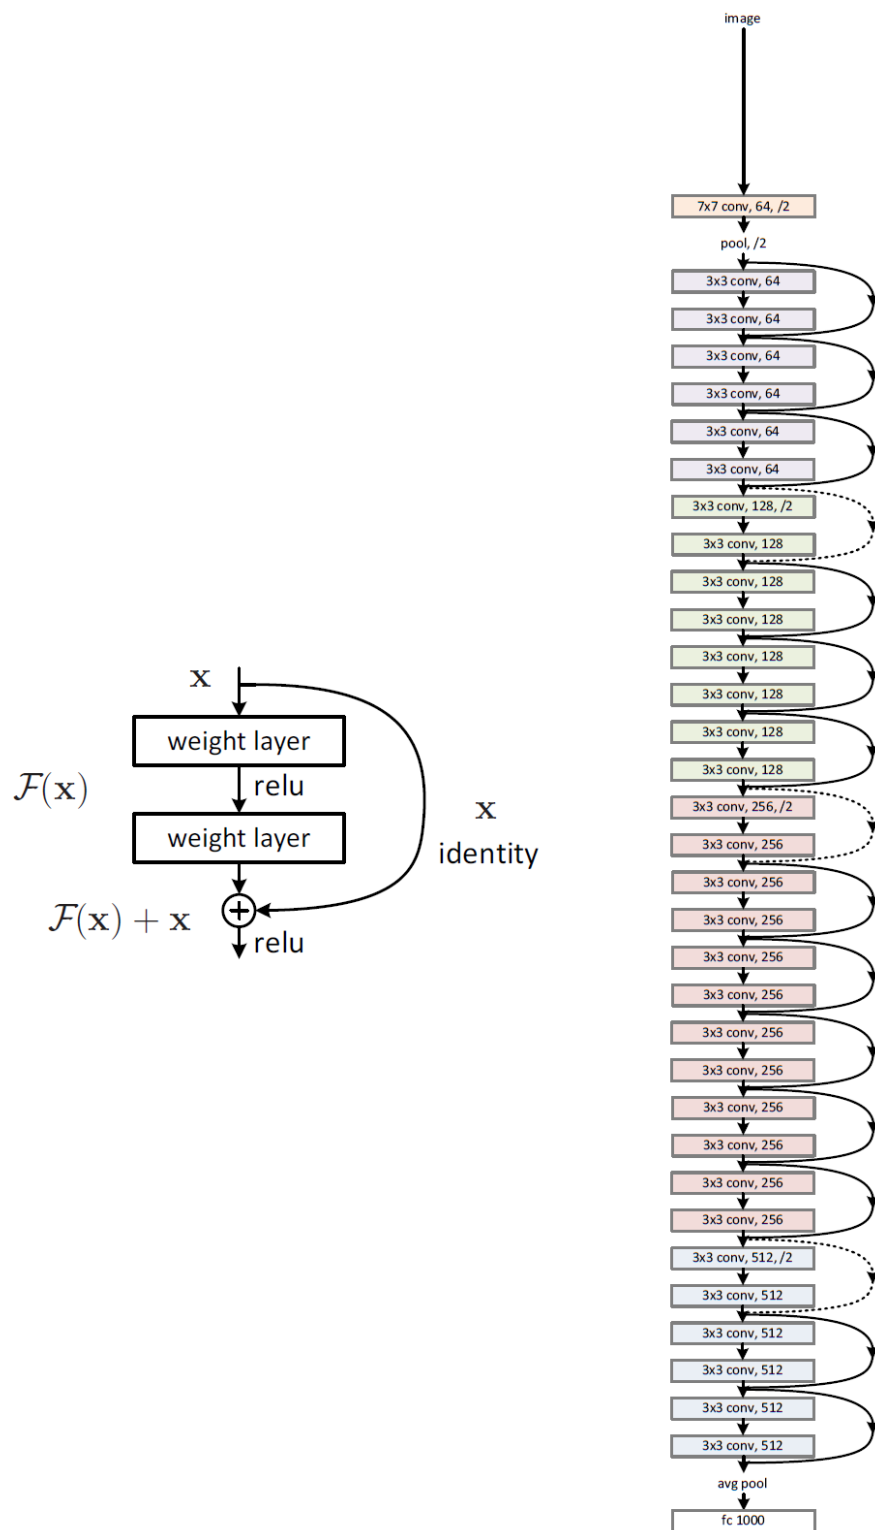 x
weight layer
F(x)
relu
weight layer
x
identity
F(x) + x
relu
image
7x7 conv, 64, /2
pool, /2
3x3 conv, 64
3x3 conv, 64
3x3 conv, 64
3x3 conv, 64
3x3 conv, 64
3x3 conv, 64
3x3 conv, 128, /2
3x3 conv, 128
3x3 conv, 128
3x3 conv, 128
3x3 conv, 128
3x3 conv, 128
3x3 conv, 128
3x3 conv, 128
3x3 conv, 256, /2
3x3 conv, 256
3x3 conv, 256
3x3 conv, 256
3x3 conv, 256
3x3 conv, 256
3x3 conv, 256
3x3 conv, 256
3x3 conv, 256
3x3 conv, 256
3x3 conv, 256
3x3 conv, 256
3x3 conv, 512, /2
3x3 conv, 512
3x3 conv, 512
3x3 conv, 512
3x3 conv, 512
3x3 conv, 512
avg pool
fc 1000